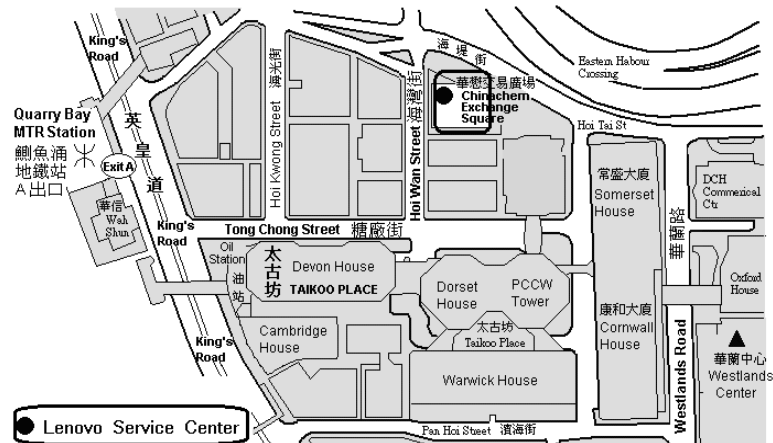 King's
Road
海光街
Hoi Kwong Street
海灣街
Hoi Wan Street
海堤街
華懋交易廣場
Chinachem
Exchange
Square
Eastern Habour
Crossing
Hoi Tai St
Quarry Bay
MTR Station
鰂魚涌
地鐵站
A出口
Exit A
英皇道
華信
Wah
Shun
King's
Road
Tong Chong Street 糖廠街
常盛大廈
Somerset
House
華蘭路
DCH
Commerical
Ctr
Oil
Station
油站
太古坊
Devon House
TAIKOO PLACE
Dorset
House
PCCW
Tower
Oxford
House
太古坊
Taikoo Place
康和大廈
Cornwall
House
King's
Road
Cambridge
House
Warwick House
Westlands Road
華蘭中心
Westlands
Center
Lenovo Service Center
Pan Hoi Street 濱海街